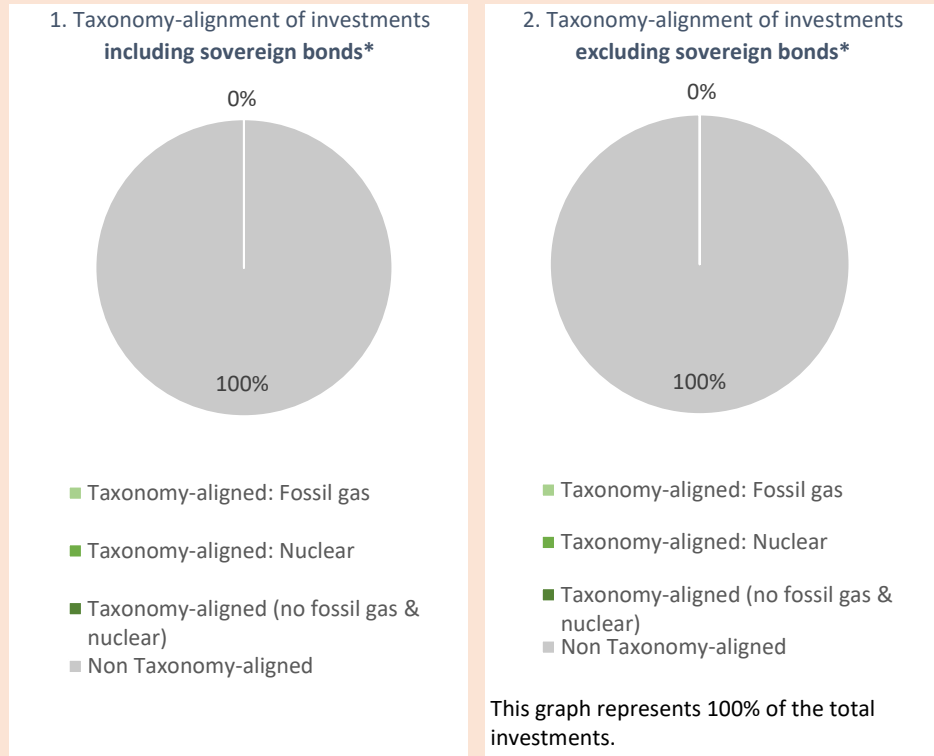 1. Taxonomy-alignment of investments
including sovereign bonds*
0%
100%
Taxonomy-aligned: Fossil gas
Taxonomy-aligned: Nuclear
Taxonomy-aligned (no fossil gas &
nuclear)
Non Taxonomy-aligned
2. Taxonomy-alignment of investments
excluding sovereign bonds*
0%
100%
Taxonomy-aligned: Fossil gas
Taxonomy-aligned: Nuclear
Taxonomy-aligned (no fossil gas &
nuclear)
Non Taxonomy-aligned
This graph represents 100% of the total
investments.